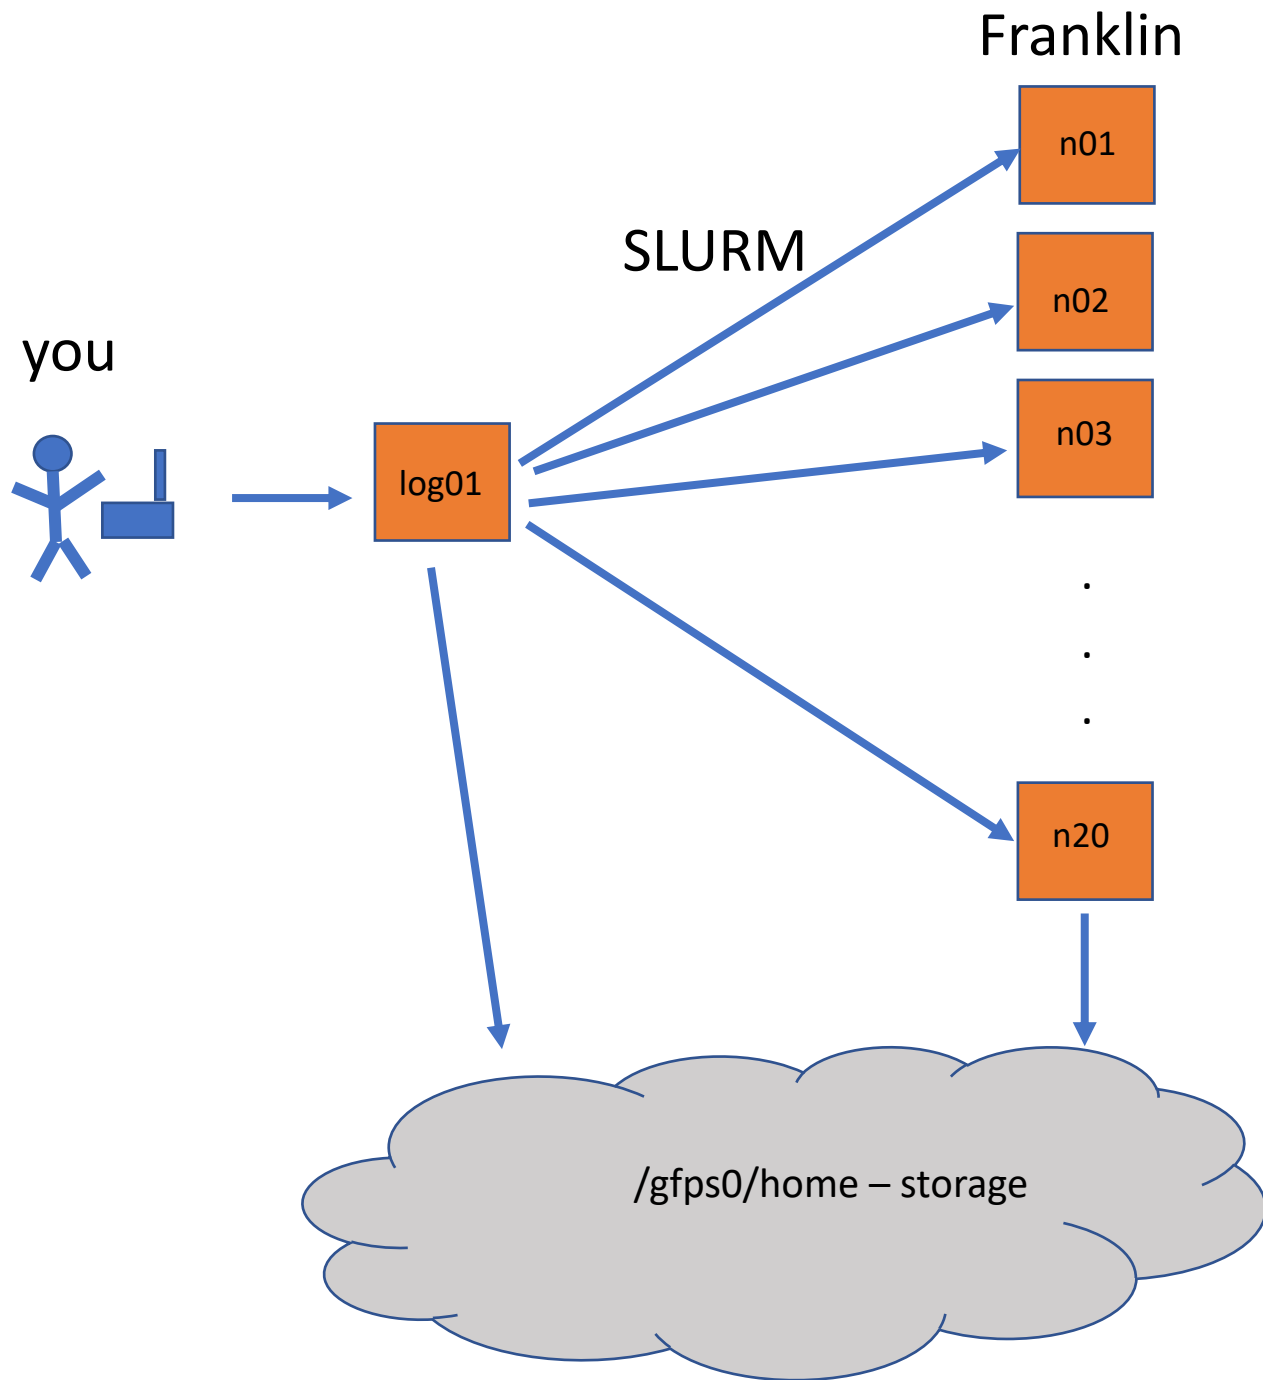 Franklin
n01
SLURM
n02
you
n03
log01
.
.
.
n20
/gfps0/home – storage